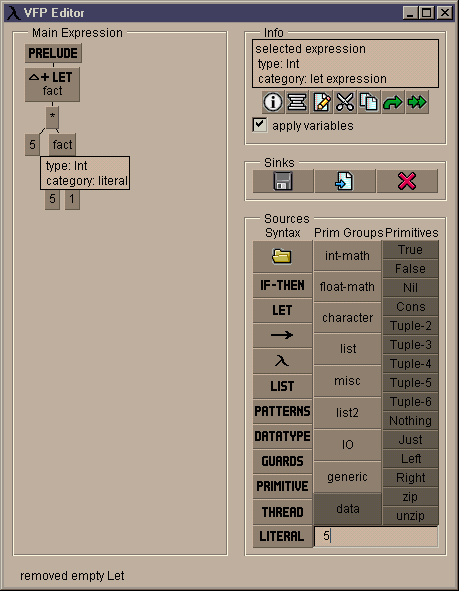 λ VFP Editor
Main Expression
PRELUDE
+ LET
fact
*
5 fact
type: Int
category: literal
5 1
Info
selected expression
type: Int
category: let expression
apply variables
Sinks
Sources
Syntax Prim Groups Primitives
IF-THEN
LET
λ
LIST
PATTERNS
DATATYPE
GUARDS
PRIMITIVE
THREAD
LITERAL
int-math
float-math
character
list
misc
list2
IO
generic
data
5
True
False
Nil
Cons
Tuple-2
Tuple-3
Tuple-4
Tuple-5
Tuple-6
Nothing
Just
Left
Right
zip
unzip
removed empty Let